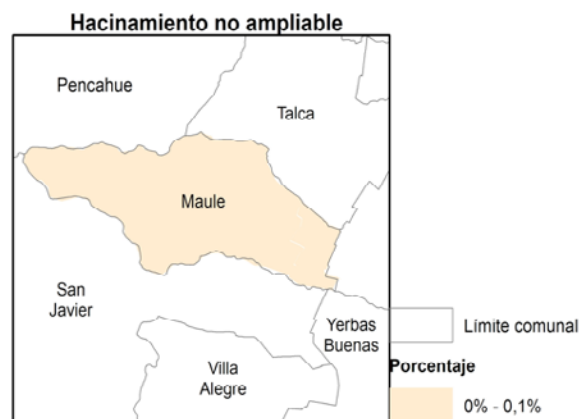 Hacinamiento no ampliable
Pencahue
Talca
Maule
San
Javier
Yerbas
Buenas
Villa
Alegre
Límite comunal
Porcentaje
0% - 0,1%